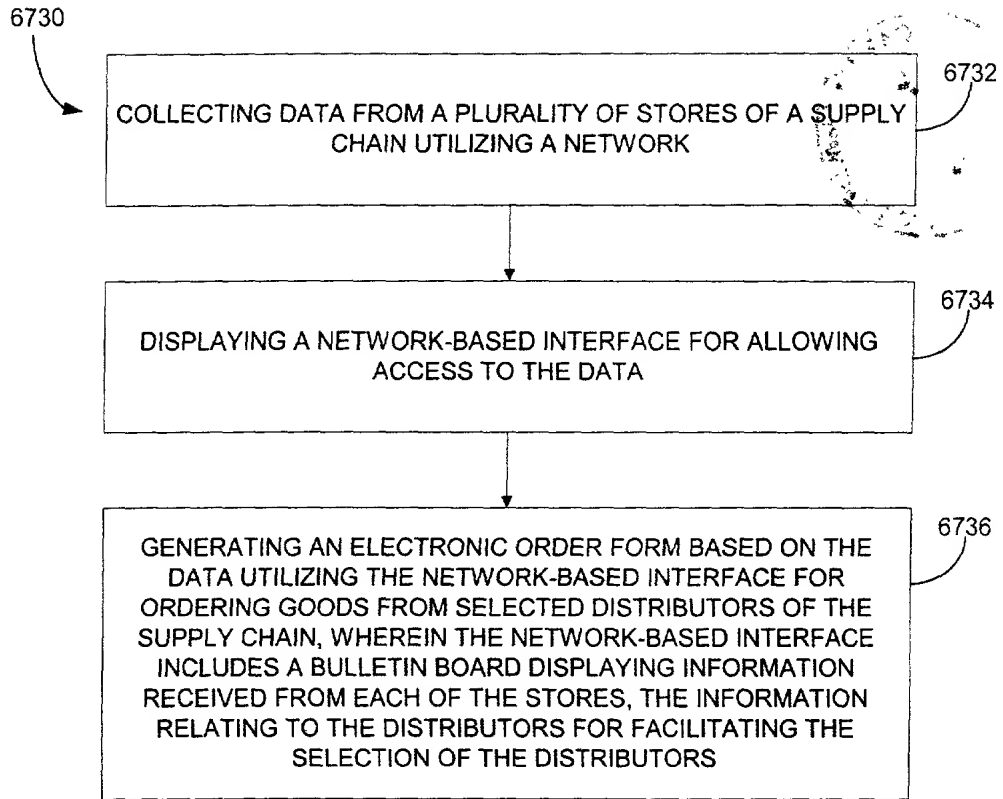 6730
6732
COLLECTING DATA FROM A PLURALITY OF STORES OF A SUPPLY
CHAIN UTILIZING A NETWORK
6734
DISPLAYING A NETWORK-BASED INTERFACE FOR ALLOWING
ACCESS TO THE DATA
6736
GENERATING AN ELECTRONIC ORDER FORM BASED ON THE
DATA UTILIZING THE NETWORK-BASED INTERFACE FOR
ORDERING GOODS FROM SELECTED DISTRIBUTORS OF THE
SUPPLY CHAIN, WHEREIN THE NETWORK-BASED INTERFACE
INCLUDES A BULLETIN BOARD DISPLAYING INFORMATION
RECEIVED FROM EACH OF THE STORES, THE INFORMATION
RELATING TO THE DISTRIBUTORS FOR FACILITATING THE
SELECTION OF THE DISTRIBUTORS